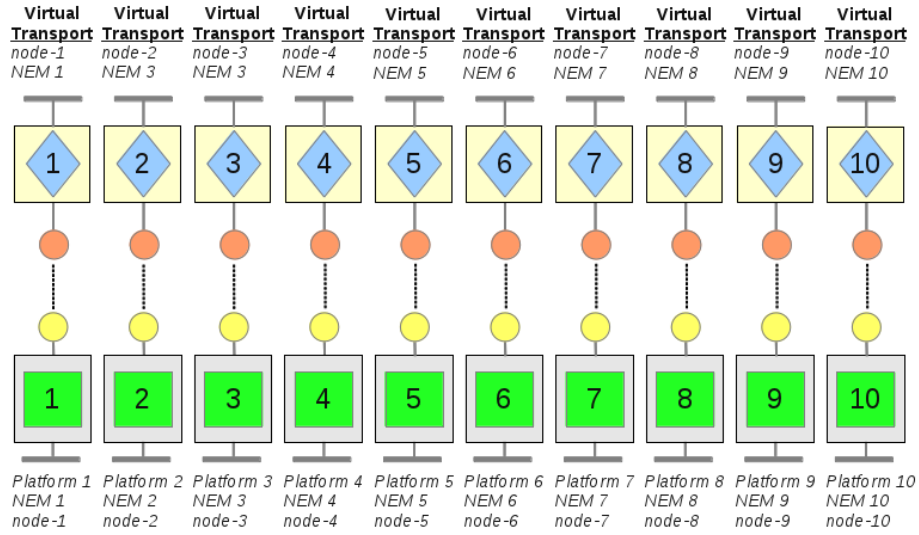 Virtual Virtual Virtual Virtual Virtual Virtual Virtual Virtual Virtual Virtual
Transport Transport Transport Transport Transport Transport Transport Transport Transport Transport
node-1 node-2 node-3 node-4 node-5 node-6 node-7 node-8 node-9 node-10
NEM 1 NEM 3 NEM 3 NEM 4 NEM 5 NEM 6 NEM 7 NEM 8 NEM 9 NEM 10
1 2 3 4 5 6 7 8 9 10
1 2 3 4 5 6 7 8 9 10
Platform 1 Platform 2 Platform 3 Platform 4 Platform 5 Platform 6 Platform 7 Platform 8 Platform 9 Platform 10
NEM 1 NEM 2 NEM 3 NEM 4 NEM 5 NEM 6 NEM 7 NEM 8 NEM 9 NEM 10
node-1 node-2 node-3 node-4 node-5 node-6 node-7 node-8 node-9 node-10